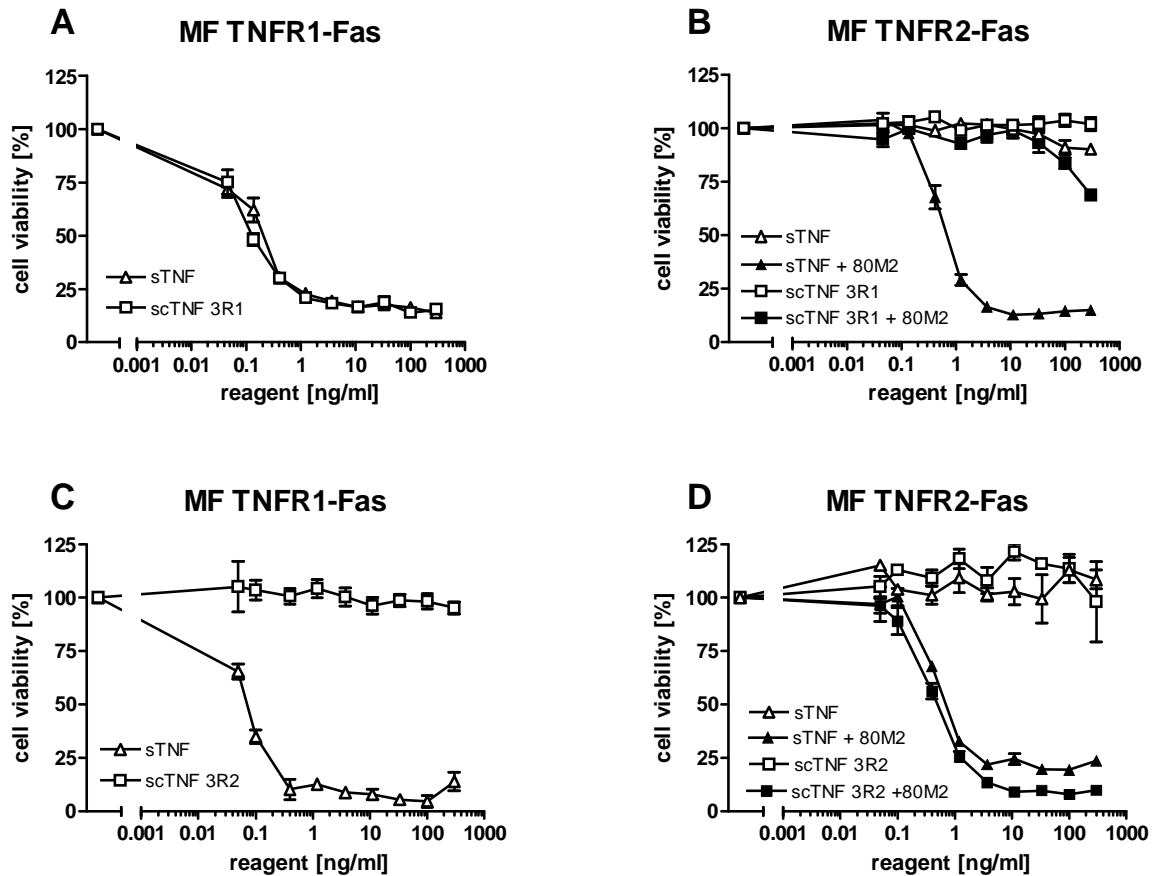 A
MF TNFR1-Fas
cell viability [%]
125
100
75
50
25
0
sTNF
scTNF 3R1
0.001 0.01 0.1 1 10 100 1000
reagent [ng/ml]
B
MF TNFR2-Fas
cell viability [%]
125
100
75
50
25
0
sTNF
sTNF + 80M2
scTNF 3R1
scTNF 3R1 + 80M2
0.001 0.01 0.1 1 10 100 1000
reagent [ng/ml]
C
MF TNFR1-Fas
cell viability [%]
125
100
75
50
25
0
sTNF
scTNF 3R2
0.001 0.01 0.1 1 10 100 1000
reagent [ng/ml]
D
MF TNFR2-Fas
cell viability [%]
125
100
75
50
25
0
sTNF
sTNF + 80M2
scTNF 3R2
scTNF 3R2 +80M2
0.001 0.01 0.1 1 10 100 1000
reagent [ng/ml]